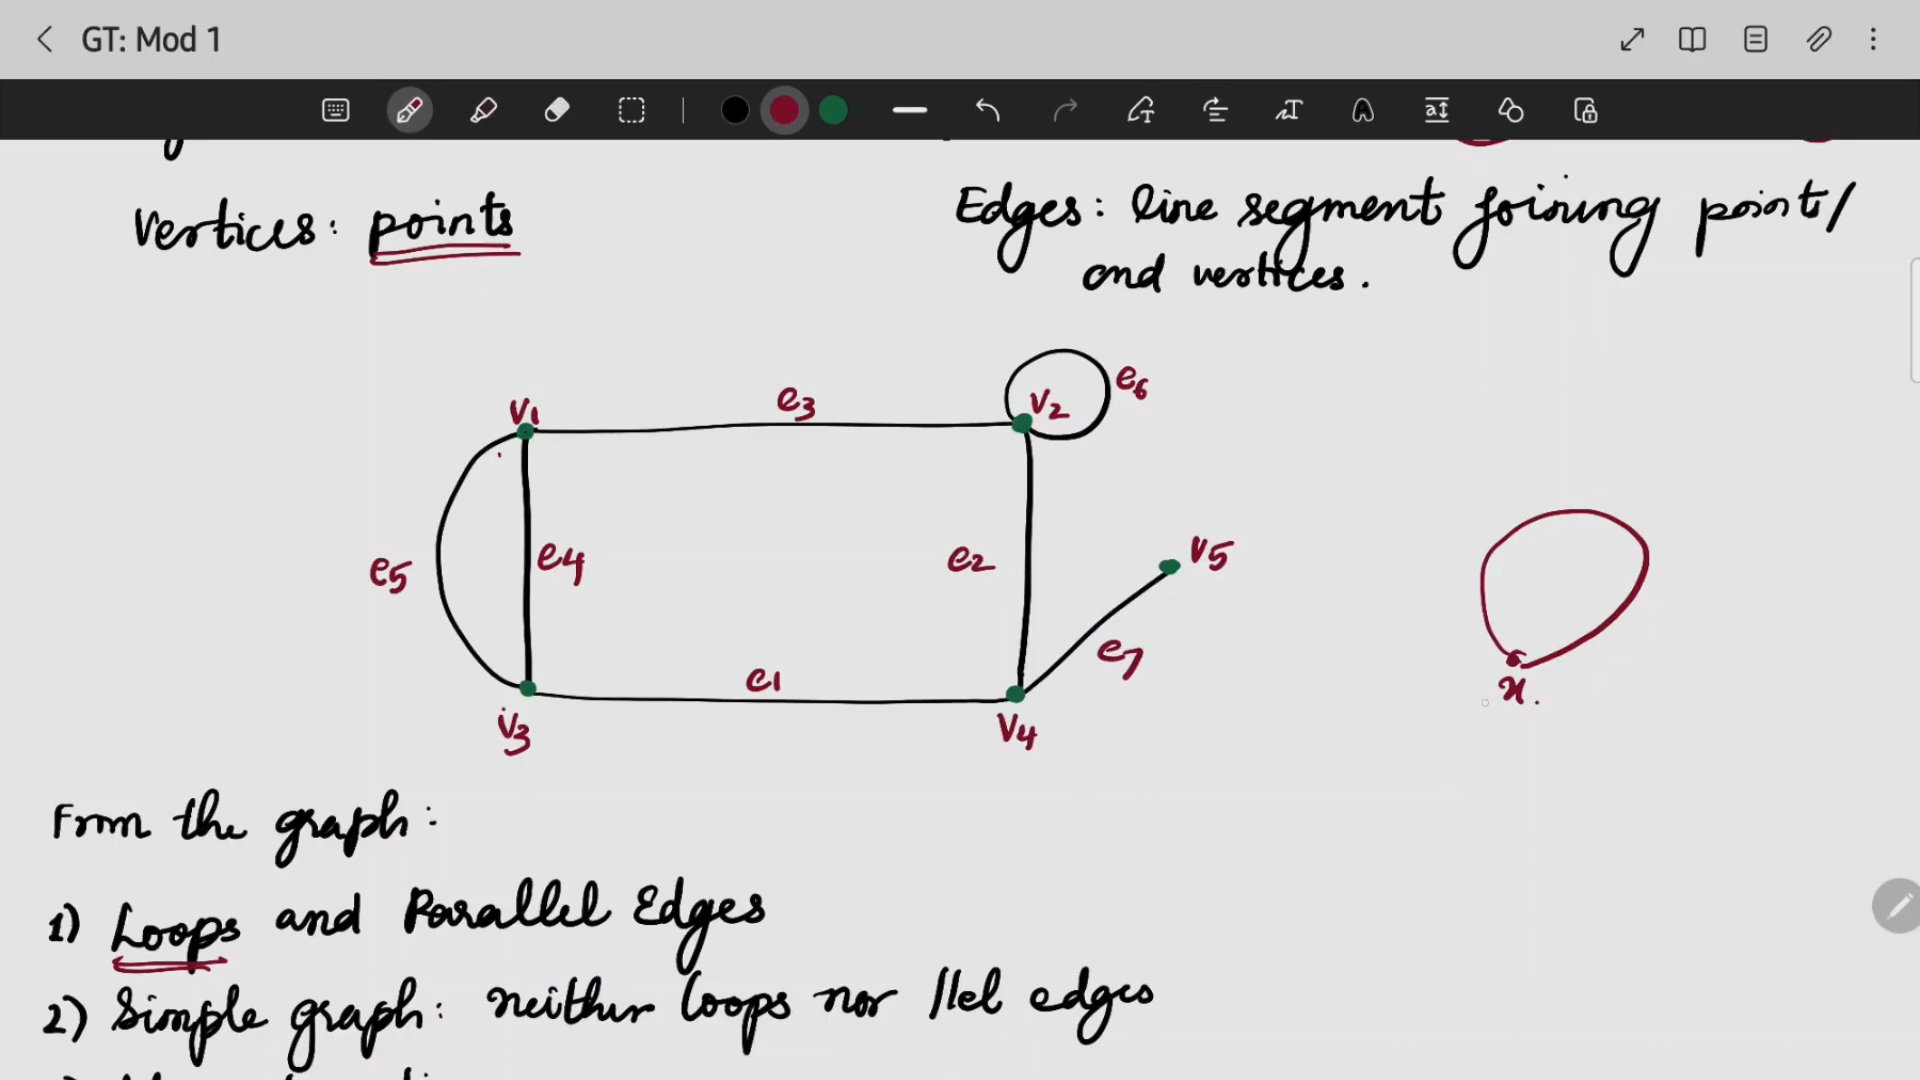 GT: Mod 1
Vertices: points
Edges: line segment joining points/
and vertices.
e6
v1
e3
v2
e5
e4
e2
v5
e7
e1
x.
v3
v4
From the graph:
1) Loops and Parallel Edges
2) Simple graph: neither loops nor //el edges